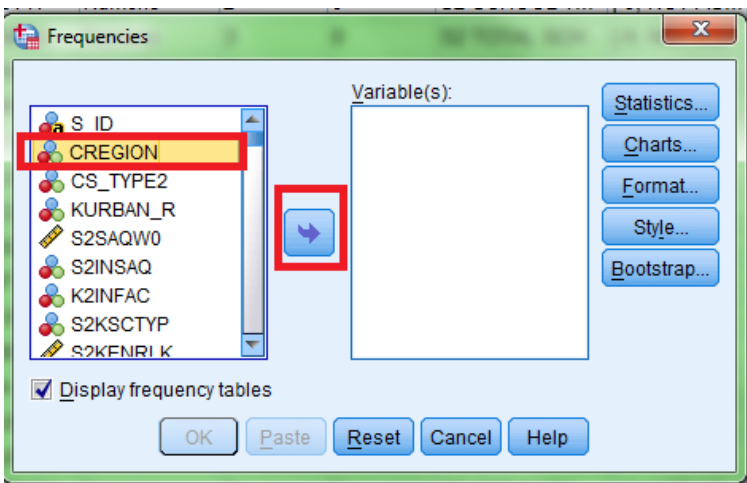 Frequencies
X
Variable(s):
S_ID
CREGION
CS_TYPE2
KURBAN_R
S2SAQW0
S2INSAQ
K2INFAC
S2KSCTYP
S2KENRLK
Statistics...
Charts...
Format...
Style...
Bootstrap...
Display frequency tables
OK Paste Reset Cancel Help